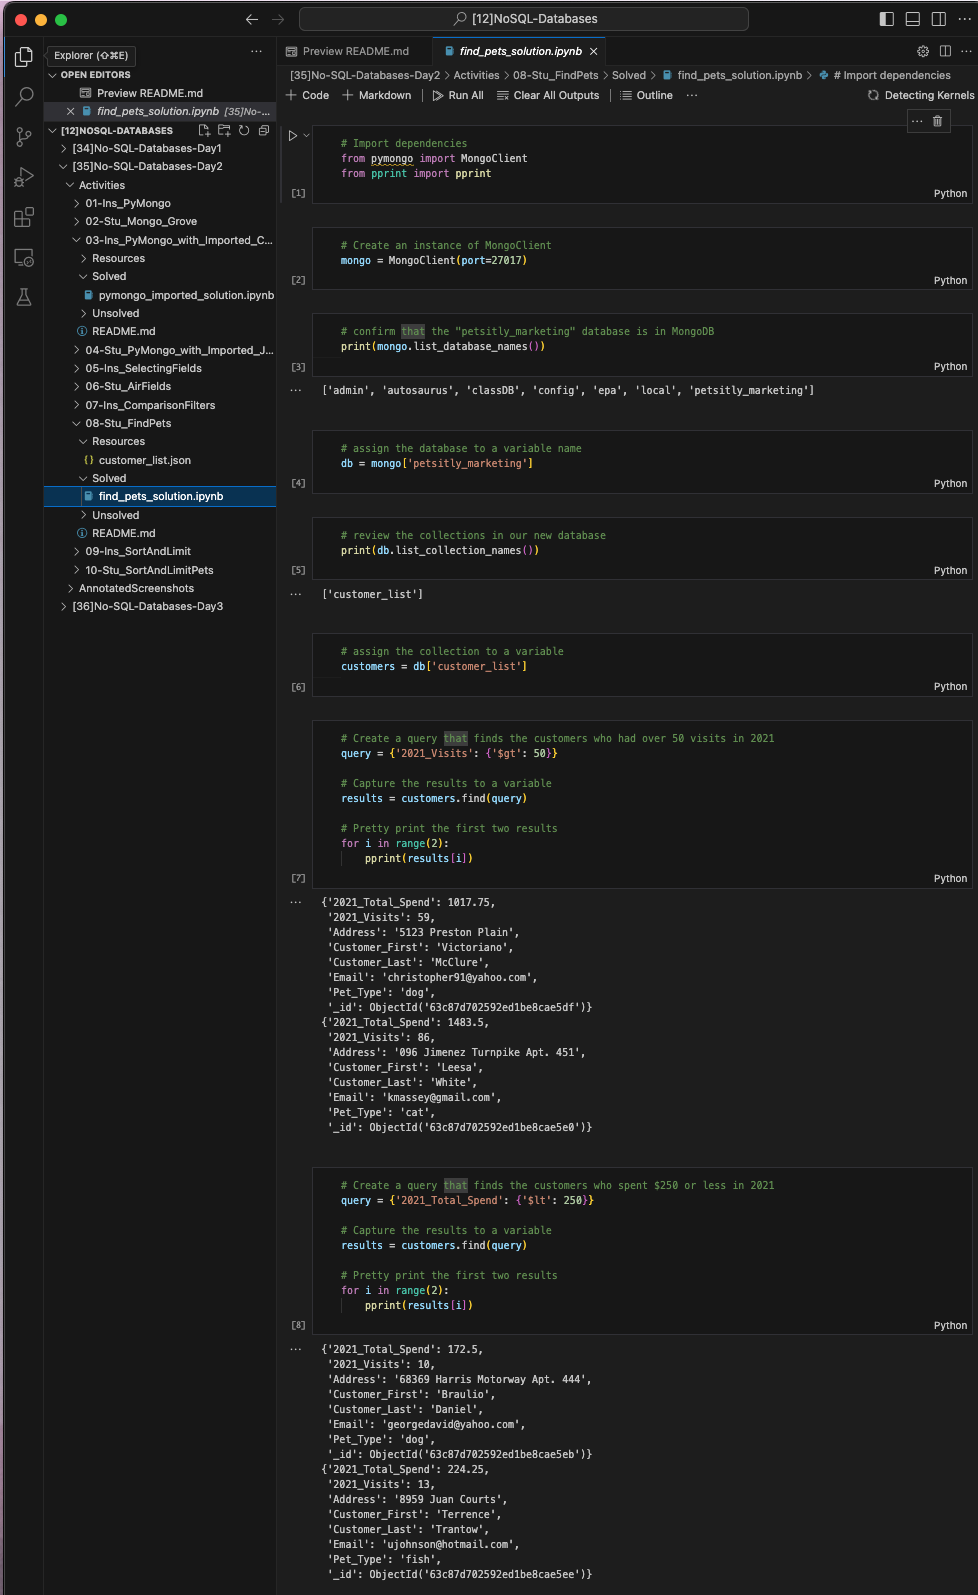 [12]NoSQL-Databases
Explorer (⇧⌘E)
OPEN EDITORS
Preview README.md
find_pets_solution.ipynb [35]No-...
[12]NOSQL-DATABASES
[34]No-SQL-Databases-Day1
[35]No-SQL-Databases-Day2
Activities
01-Ins_PyMongo
02-Stu_Mongo_Grove
03-Ins_PyMongo_with_Imported_C...
Resources
Solved
pymongo_imported_solution.ipynb
Unsolved
README.md
04-Stu_PyMongo_with_Imported_J...
05-Ins_SelectingFields
06-Stu_AirFields
07-Ins_ComparisonFilters
08-Stu_FindPets
Resources
customer_list.json
Solved
find_pets_solution.ipynb
Unsolved
README.md
09-Ins_SortAndLimit
10-Stu_SortAndLimitPets
AnnotatedScreenshots
[36]No-SQL-Databases-Day3
Preview README.md
find_pets_solution.ipynb
[35]No-SQL-Databases-Day2 > Activities > 08-Stu_FindPets > Solved > find_pets_solution.ipynb > # Import dependencies
+ Code + Markdown Run All Clear All Outputs Outline ... Detecting Kernels
# Import dependencies
from pymongo import MongoClient
from pprint import pprint
[1] Python
# Create an instance of MongoClient
mongo = MongoClient(port=27017)
[2] Python
# confirm that the "petsitly_marketing" database is in MongoDB
print(mongo.list_database_names())
[3] Python
['admin', 'autosaurus', 'classDB', 'config', 'epa', 'local', 'petsitly_marketing']
# assign the database to a variable name
db = mongo['petsitly_marketing']
[4] Python
# review the collections in our new database
print(db.list_collection_names())
[5] Python
['customer_list']
# assign the collection to a variable
customers = db['customer_list']
[6] Python
# Create a query that finds the customers who had over 50 visits in 2021
query = {'2021_Visits': {'$gt': 50}}
# Capture the results to a variable
results = customers.find(query)
# Pretty print the first two results
for i in range(2):
    pprint(results[i])
[7] Python
{'2021_Total_Spend': 1017.75,
 '2021_Visits': 59,
 'Address': '5123 Preston Plain',
 'Customer_First': 'Victoriano',
 'Customer_Last': 'McClure',
 'Email': 'christopher91@yahoo.com',
 'Pet_Type': 'dog',
 '_id': ObjectId('63c87d702592ed1be8cae5df')}
{'2021_Total_Spend': 1483.5,
 '2021_Visits': 86,
 'Address': '096 Jimenez Turnpike Apt. 451',
 'Customer_First': 'Leesa',
 'Customer_Last': 'White',
 'Email': 'kmassey@gmail.com',
 'Pet_Type': 'cat',
 '_id': ObjectId('63c87d702592ed1be8cae5e0')}
# Create a query that finds the customers who spent $250 or less in 2021
query = {'2021_Total_Spend': {'$lt': 250}}
# Capture the results to a variable
results = customers.find(query)
# Pretty print the first two results
for i in range(2):
    pprint(results[i])
[8] Python
{'2021_Total_Spend': 172.5,
 '2021_Visits': 10,
 'Address': '68369 Harris Motorway Apt. 444',
 'Customer_First': 'Braulio',
 'Customer_Last': 'Daniel',
 'Email': 'georgedavid@yahoo.com',
 'Pet_Type': 'dog',
 '_id': ObjectId('63c87d702592ed1be8cae5eb')}
{'2021_Total_Spend': 224.25,
 '2021_Visits': 13,
 'Address': '8959 Juan Courts',
 'Customer_First': 'Terrence',
 'Customer_Last': 'Trantow',
 'Email': 'ujohnson@hotmail.com',
 'Pet_Type': 'fish',
 '_id': ObjectId('63c87d702592ed1be8cae5ee')}